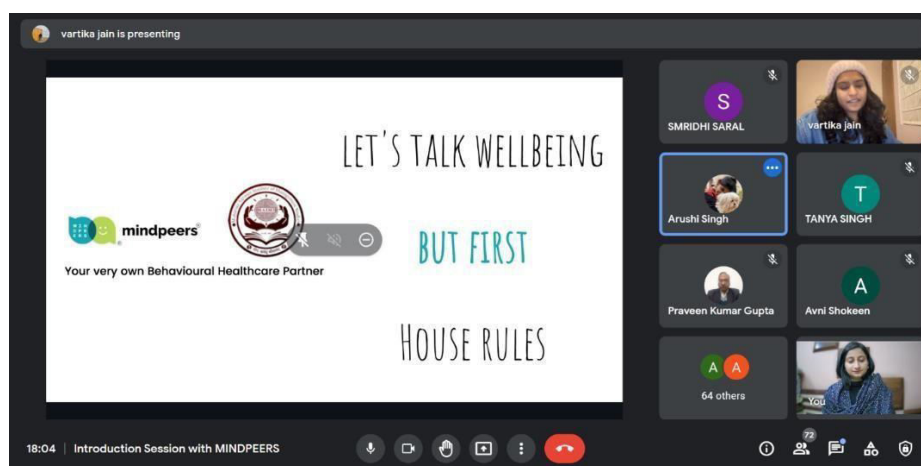 vartika jain is presenting
LET'S TALK WELLBEING
mindpeers
Your very own Behavioural Healthcare Partner
BUT FIRST
HOUSE RULES
S
SMRIDHI SARAL
vartika jain
Arushi Singh
T
TANYA SINGH
Praveen Kumar Gupta
A
Avni Shokeen
A A
64 others
You
18:04 | Introduction Session with MINDPEERS
72